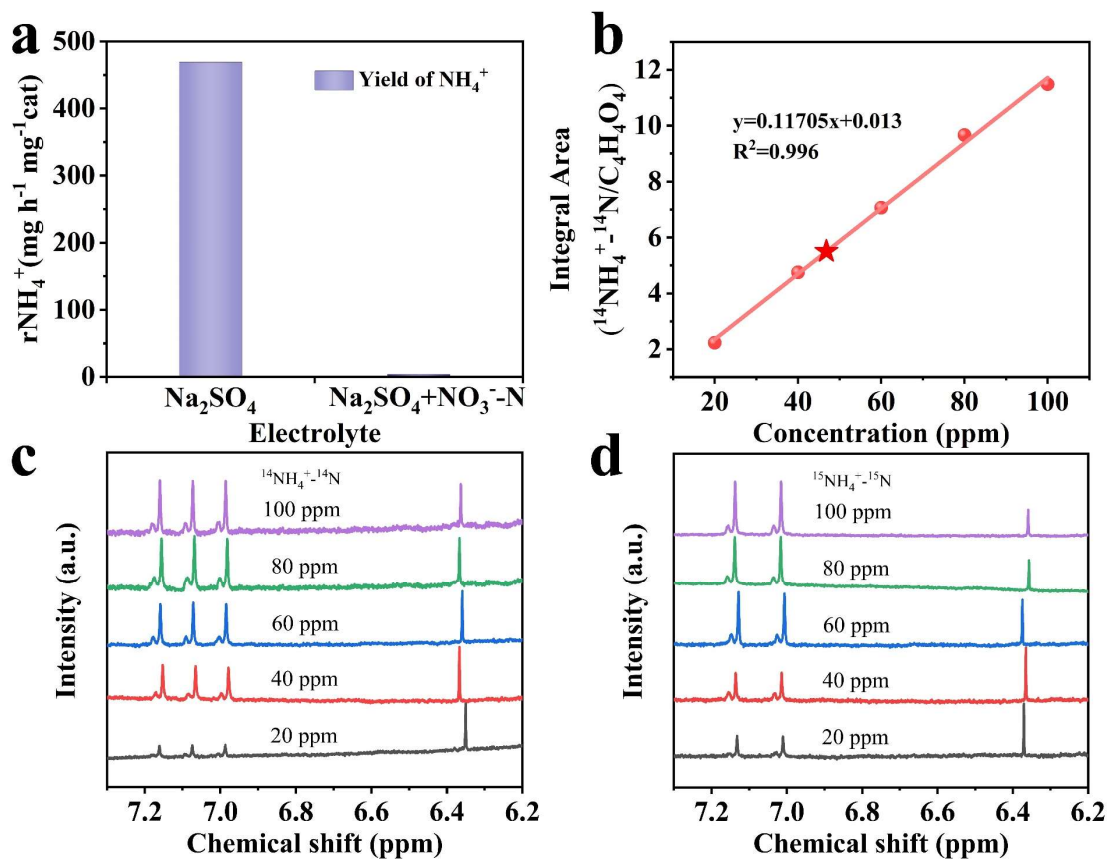 a
500
400
300
200
100
0
rNH₄⁺(mg h⁻¹ mg⁻¹cat)
Yield of NH₄⁺
Na₂SO₄
Na₂SO₄+NO₃⁻-N
Electrolyte
b
12
10
8
6
4
2
Integral Area
(¹⁴NH₄⁺-¹⁴N/C₄H₄O₄)
y=0.11705x+0.013
R²=0.996
20 40 60 80 100
Concentration (ppm)
c
¹⁴NH₄⁺-¹⁴N
100 ppm
80 ppm
60 ppm
40 ppm
20 ppm
Intensity (a.u.)
7.2 7.0 6.8 6.6 6.4 6.2
Chemical shift (ppm)
d
¹⁵NH₄⁺-¹⁵N
100 ppm
80 ppm
60 ppm
40 ppm
20 ppm
Intensity (a.u.)
7.2 7.0 6.8 6.6 6.4 6.2
Chemical shift (ppm)